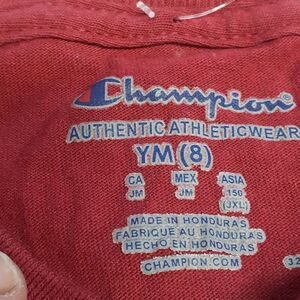 Champion
AUTHENTIC ATHLETICWEAR
YM (8)
CA MEX ASIA
JM JM 150
(JXL)
MADE IN HONDURAS
FABRIQUÉ AU HONDURAS
HECHO EN HONDURAS
CHAMPION.COM